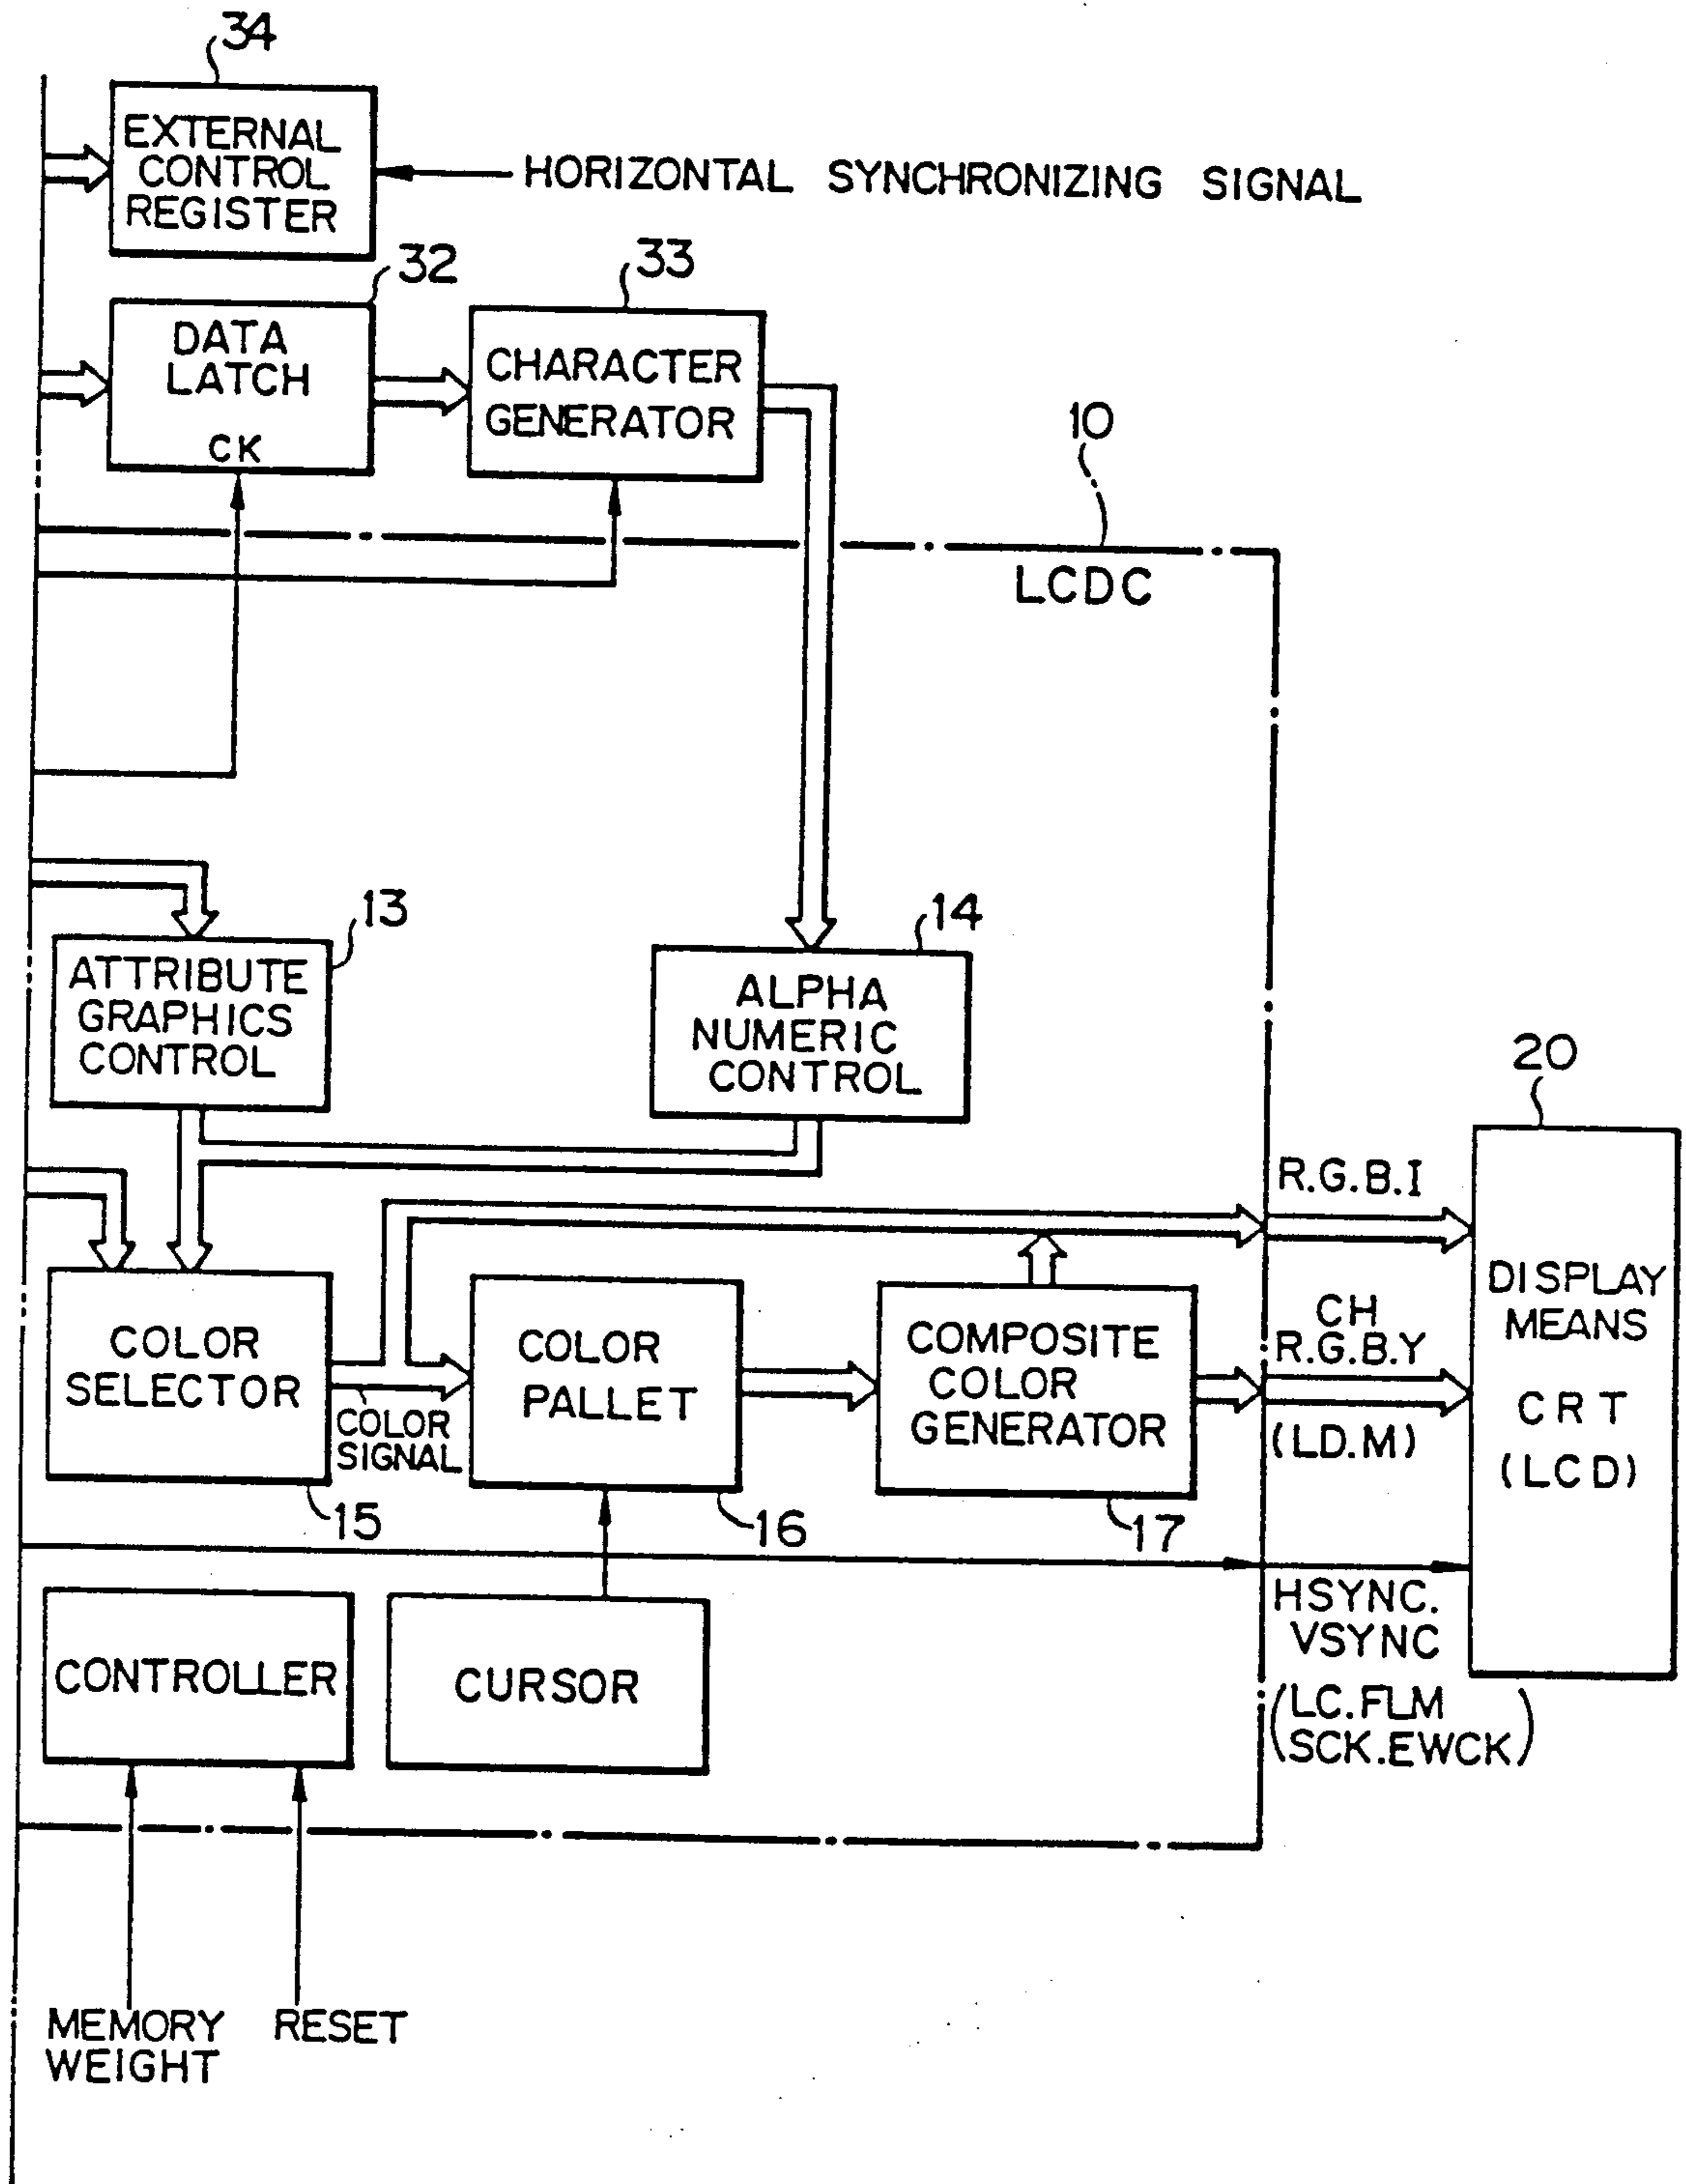 34
EXTERNAL
CONTROL
REGISTER
HORIZONTAL SYNCHRONIZING SIGNAL
32
DATA
LATCH
CK
33
CHARACTER
GENERATOR
10
LCDC
13
ATTRIBUTE
GRAPHICS
CONTROL
14
ALPHA
NUMERIC
CONTROL
20
R.G.B.I
DISPLAY
MEANS
CRT
(LCD)
CH
R.G.B.Y
(LD.M)
COLOR
SELECTOR
15
COLOR
SIGNAL
COLOR
PALLET
16
COMPOSITE
COLOR
GENERATOR
17
HSYNC.
VSYNC
(LC.FLM
SCK.EWCK)
CONTROLLER
CURSOR
MEMORY
WEIGHT
RESET